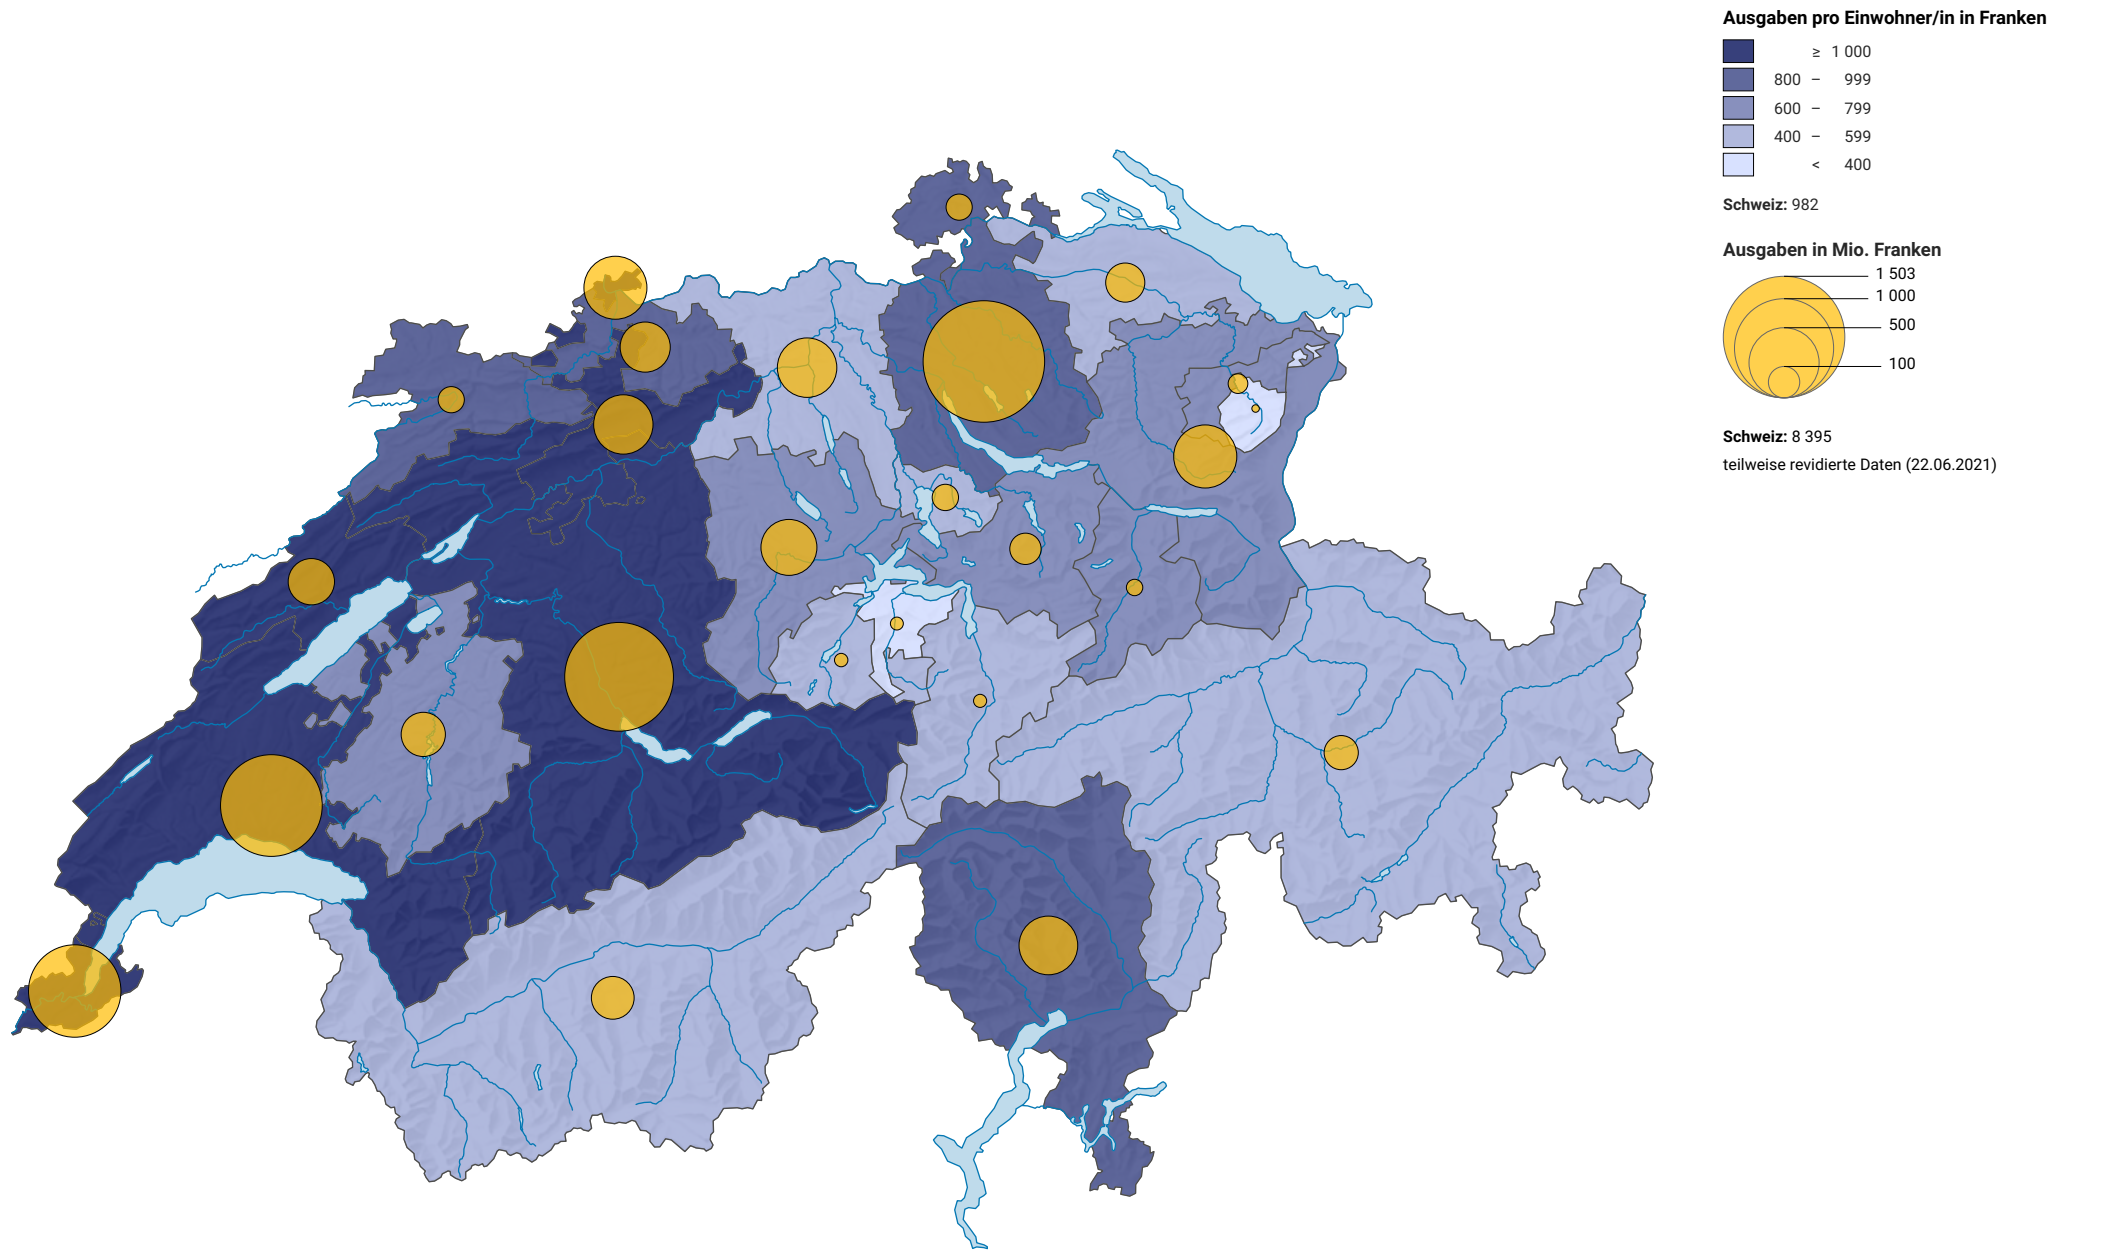 Ausgaben pro Einwohner/in in Franken
≥ 1 000
800 – 999
600 – 799
400 – 599
< 400
Schweiz: 982
Ausgaben in Mio. Franken
1 503
1 000
500
100
Schweiz: 8 395
teilweise revidierte Daten (22.06.2021)